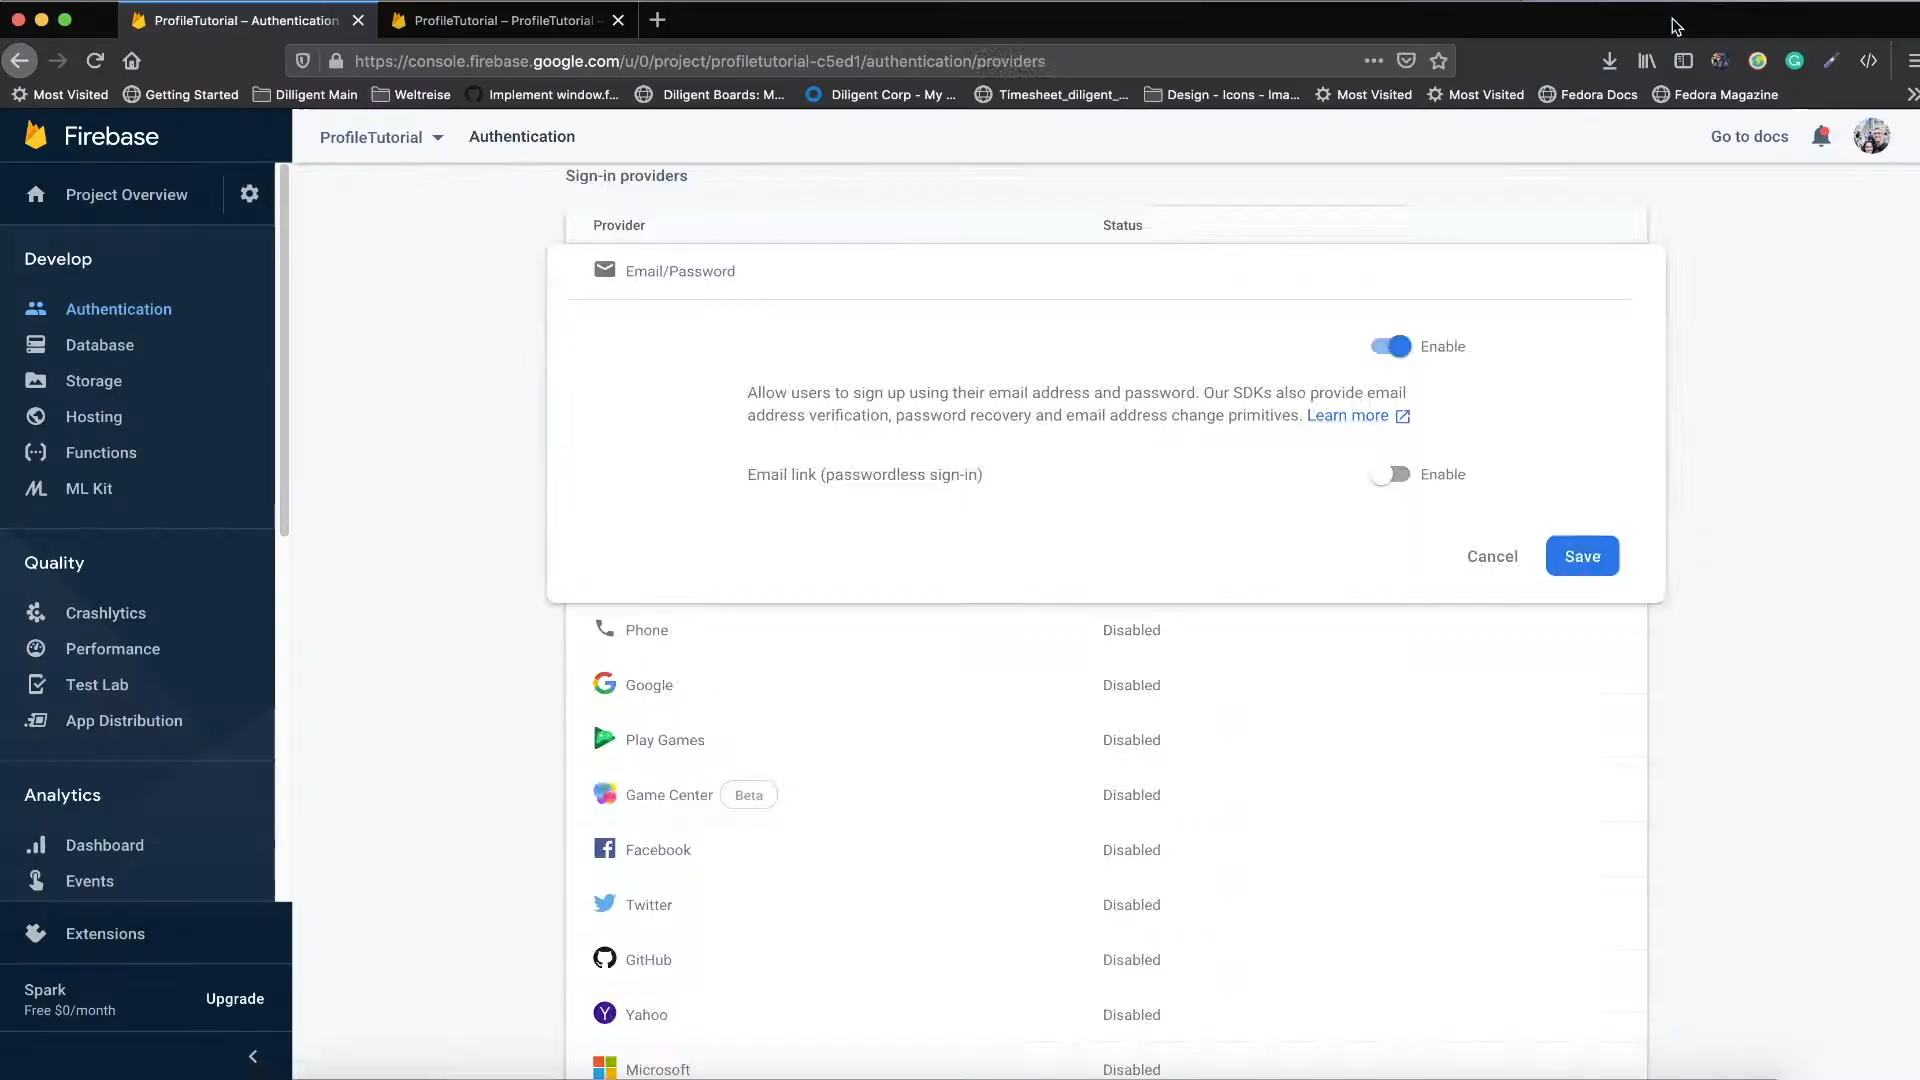 ProfileTutorial – Authentication
ProfileTutorial – ProfileTutorial –
https://console.firebase.google.com/u/0/project/profiletutorial-c5ed1/authentication/providers
Most Visited
Getting Started
Dilligent Main
Weltreise
Implement window.f...
Diligent Boards: M...
Diligent Corp - My ...
Timesheet_diligent_...
Design - Icons - Ima...
Most Visited
Most Visited
Fedora Docs
Fedora Magazine
Firebase
ProfileTutorial
Authentication
Go to docs
Project Overview
Develop
Authentication
Database
Storage
Hosting
Functions
ML Kit
Quality
Crashlytics
Performance
Test Lab
App Distribution
Analytics
Dashboard
Events
Extensions
Spark
Free $0/month
Upgrade
Sign-in providers
Provider
Status
Email/Password
Enable
Allow users to sign up using their email address and password. Our SDKs also provide email
address verification, password recovery and email address change primitives. Learn more
Email link (passwordless sign-in)
Enable
Cancel
Save
Phone
Disabled
Google
Disabled
Play Games
Disabled
Game Center
Beta
Disabled
Facebook
Disabled
Twitter
Disabled
GitHub
Disabled
Yahoo
Disabled
Microsoft
Disabled